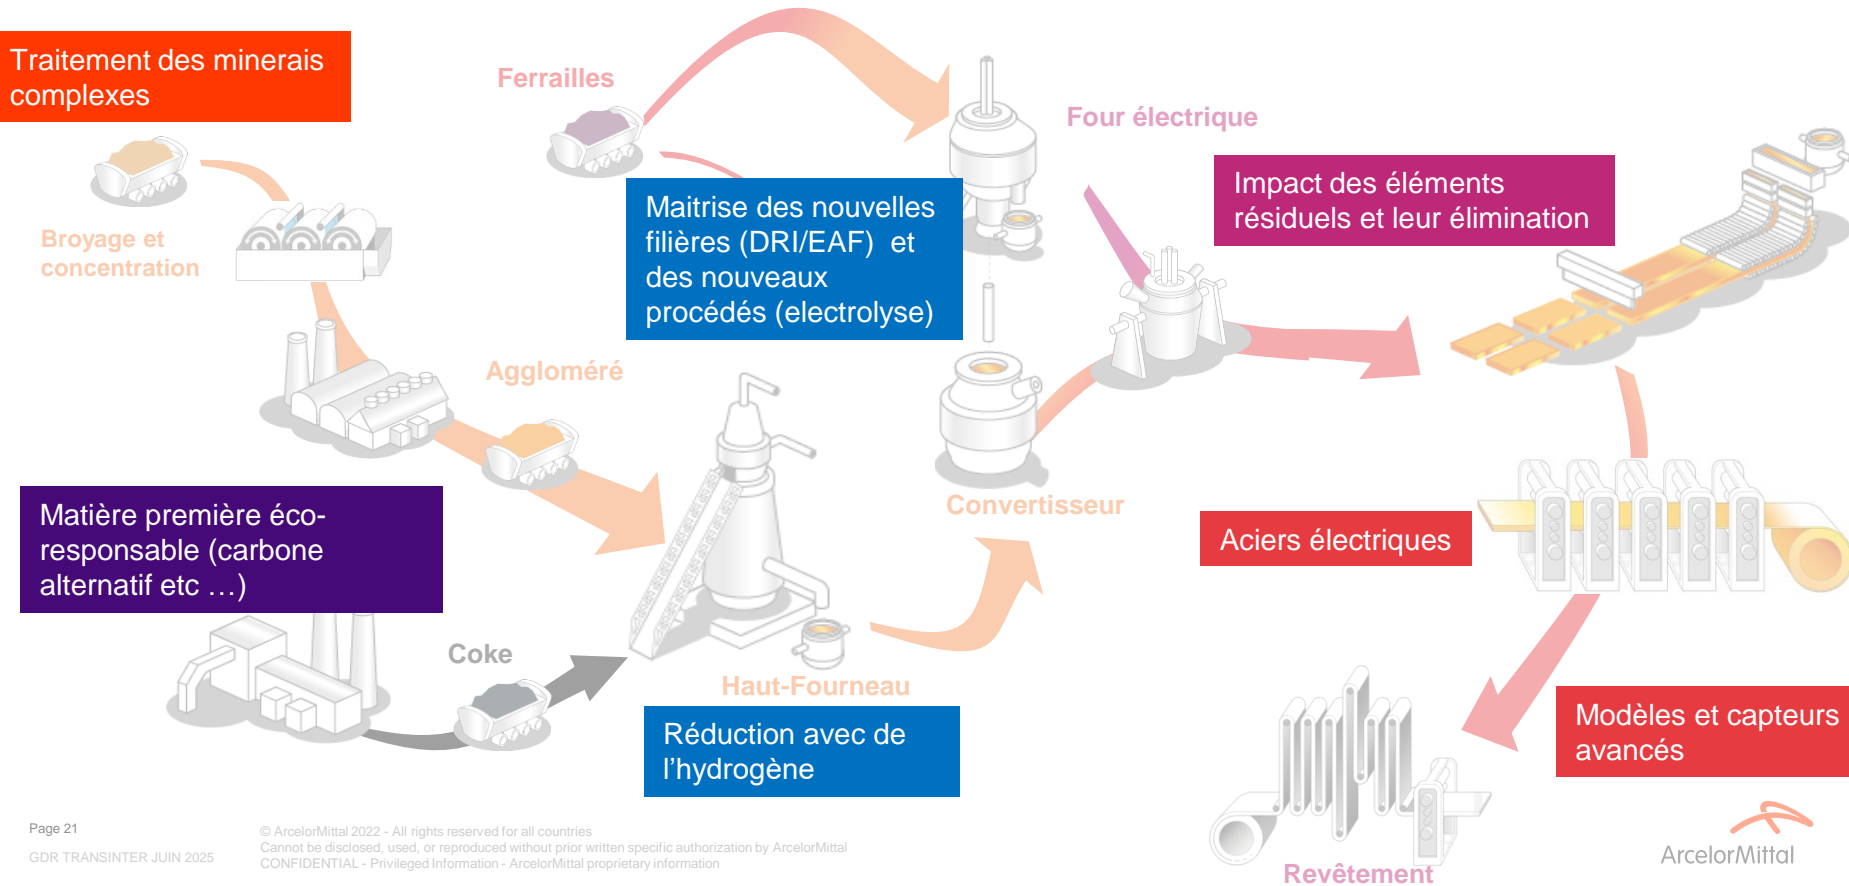 Traitement des minerais
complexes
Ferrailles
Four électrique
Broyage et
concentration
Maitrise des nouvelles
filières (DRI/EAF) et
des nouveaux
procédés (electrolyse)
Impact des éléments
résiduels et leur élimination
Aggloméré
Matière première éco-
responsable (carbone
alternatif etc …)
Convertisseur
Aciers électriques
Coke
Haut-Fourneau
Réduction avec de
l'hydrogène
Modèles et capteurs
avancés
Revêtement
Page 21
GDR TRANSINTER JUIN 2025
© ArcelorMittal 2022 - All rights reserved for all countries
Cannot be disclosed, used, or reproduced without prior written specific authorization by ArcelorMittal
CONFIDENTIAL - Privileged Information - ArcelorMittal proprietary information
ArcelorMittal